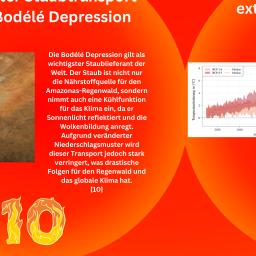 Bodélé Depression
ext
Die Bodélé Depression gilt als
wichtigster Staublieferant der
Welt. Der Staub ist nicht nur
die Nährstoffquelle für den
Amazonas-Regenwald, sondern
nimmt auch eine Kühlfunktion
für das Klima ein, da er
Sonnenlicht reflektiert und die
Wolkenbildung anregt.
Aufgrund veränderter
Niederschlagsmuster wird
dieser Transport jedoch stark
verringert, was drastische
Folgen für den Regenwald und
das globale Klima hat.
[10]
10